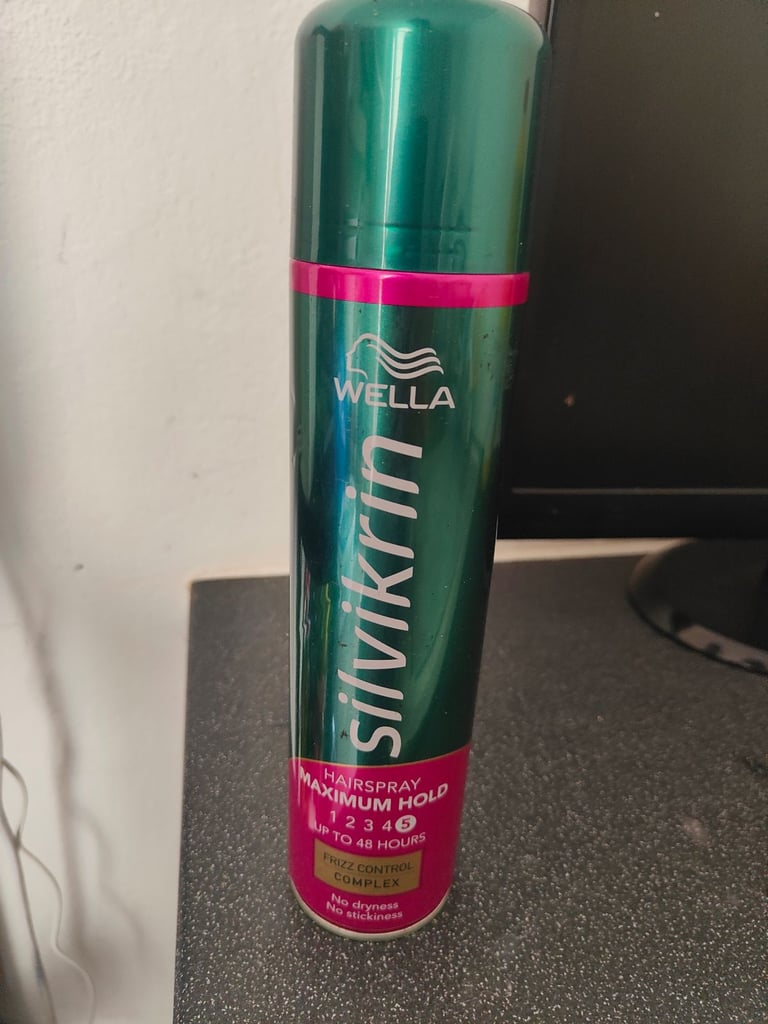 WELLA
silvikrin
HAIRSPRAY
MAXIMUM HOLD
1 2 3 4 5
UP TO 48 HOURS
FRIZZ CONTROL
COMPLEX
No dryness
No stickiness